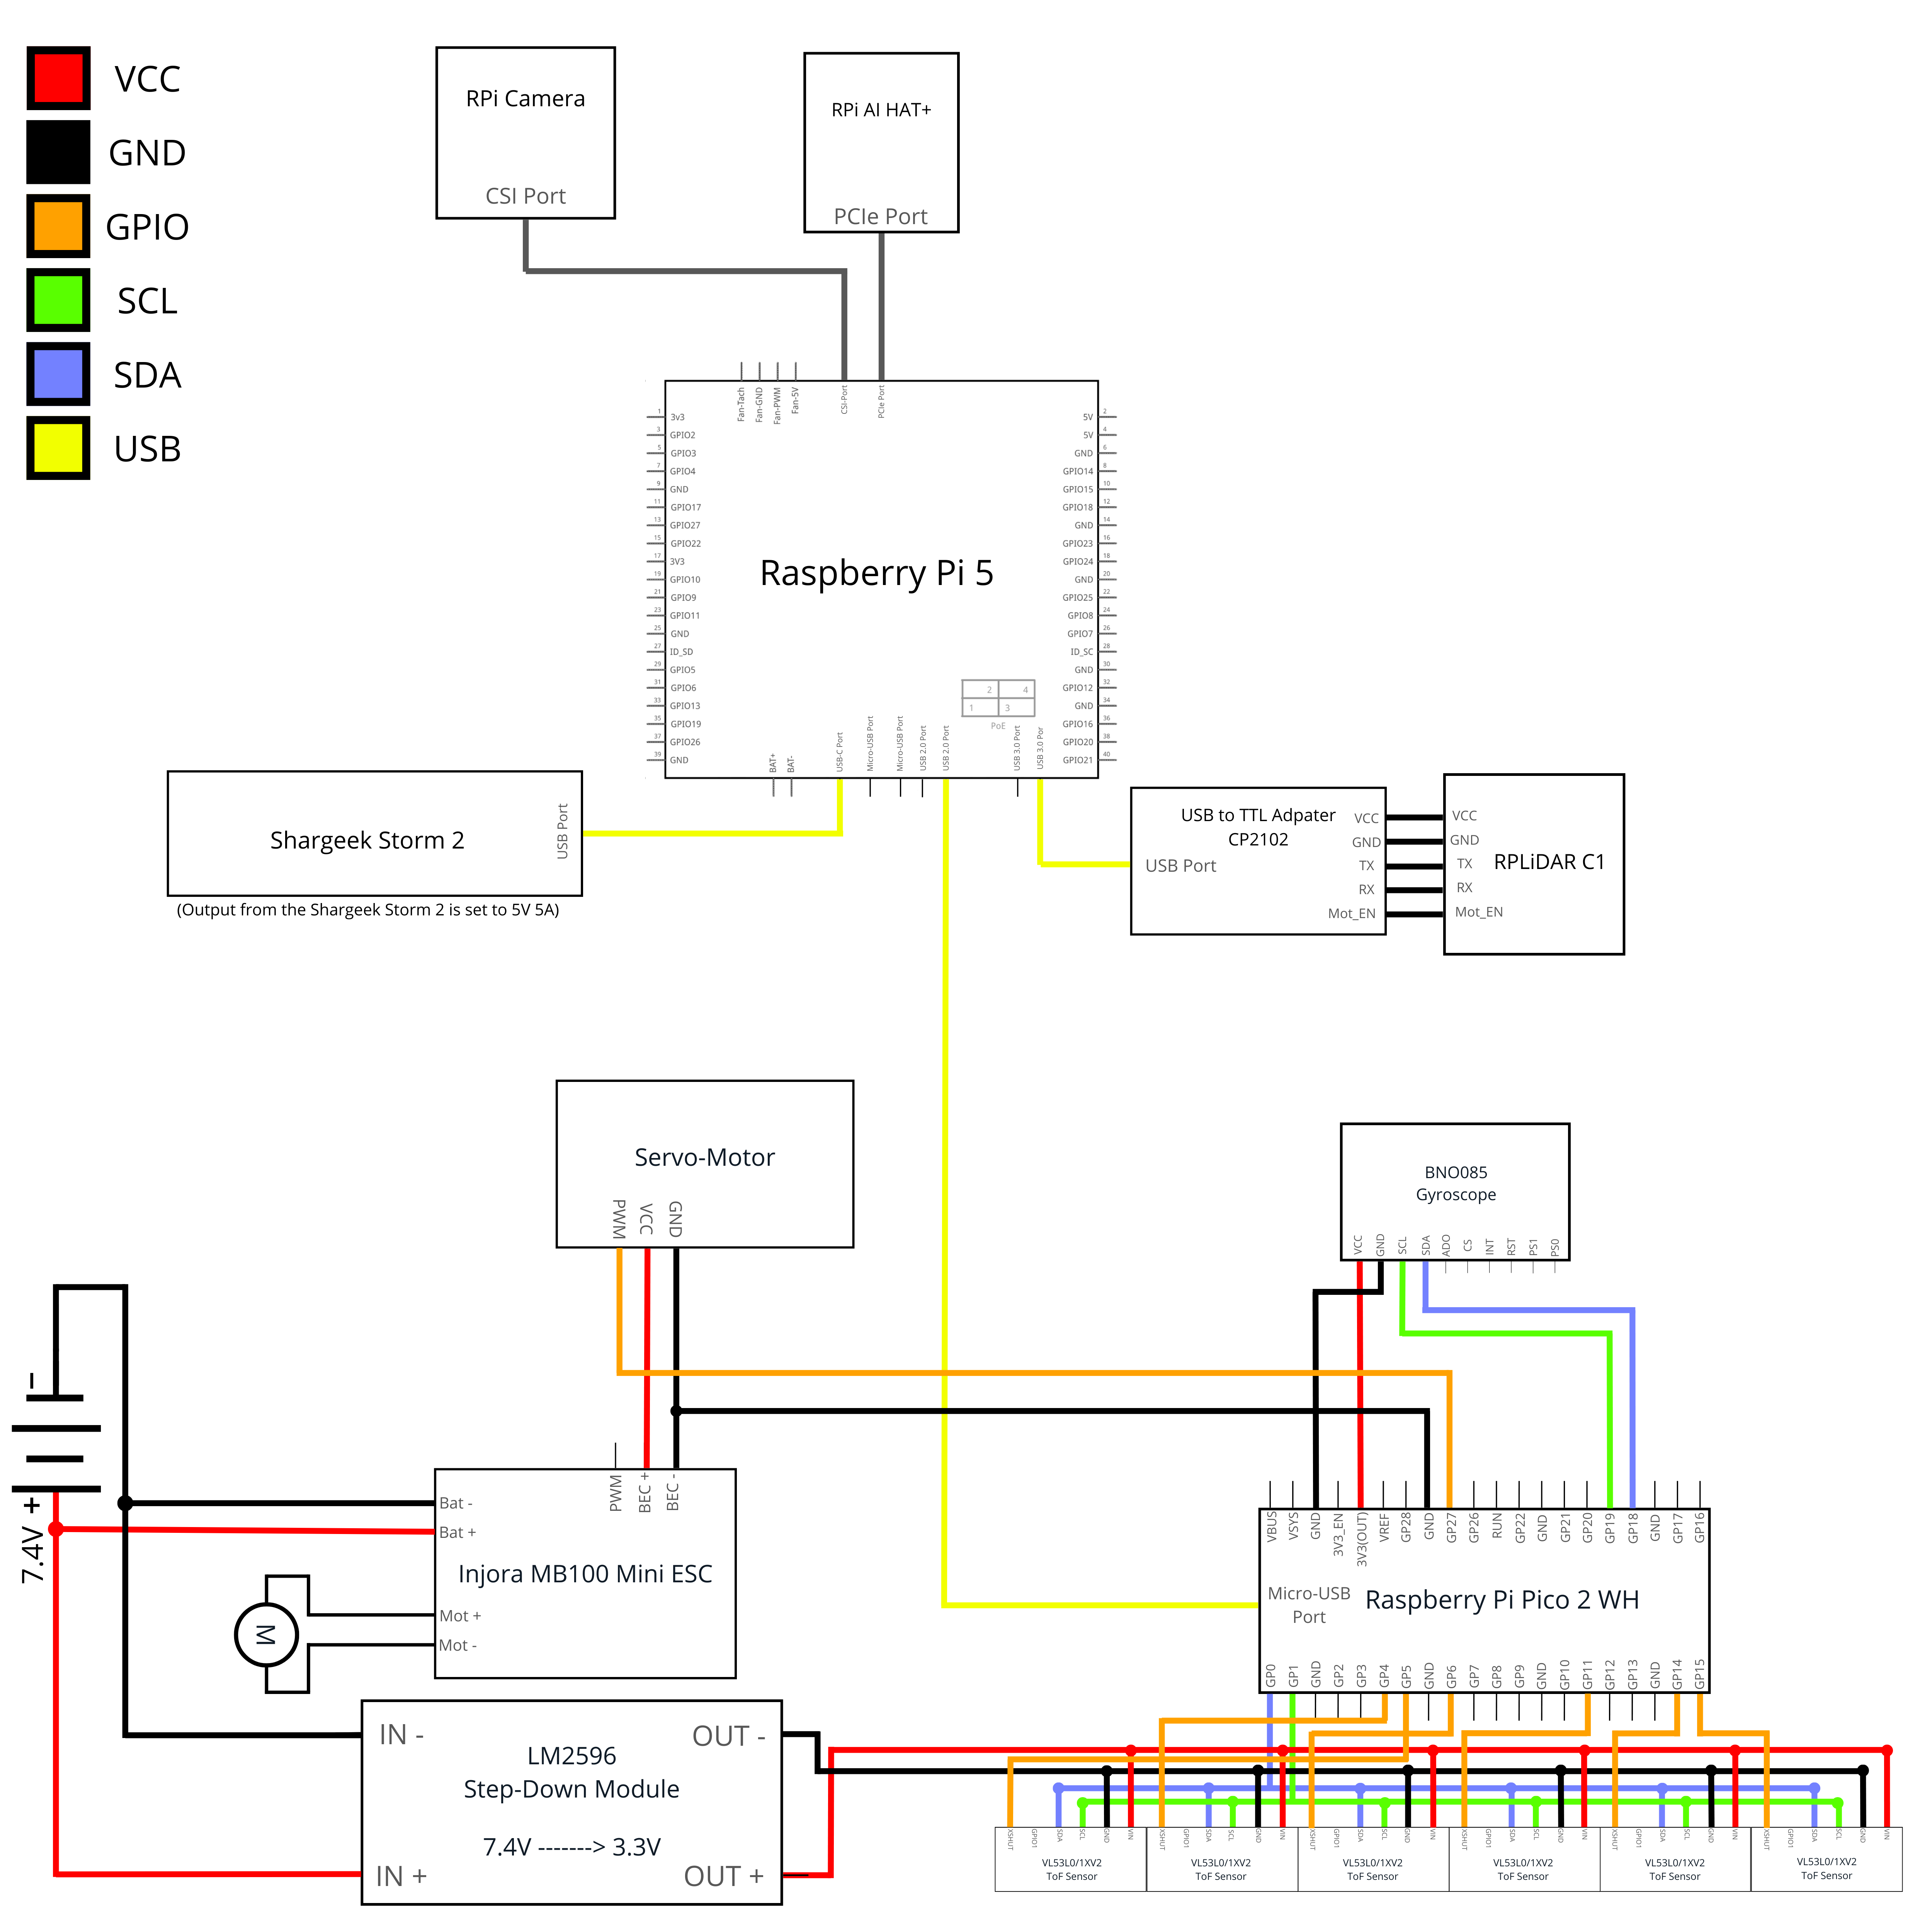 VCC
GND
GPIO
SCL
SDA
USB
RPi Camera
CSI Port
RPi AI HAT+
PCIe Port
Fan-Tach
Fan-GND
Fan-PWM
Fan-5V
CSI-Port
PCIe Port
1 3v3
3 GPIO2
5 GPIO3
7 GPIO4
9 GND
11 GPIO17
13 GPIO27
15 GPIO22
17 3V3
19 GPIO10
21 GPIO9
23 GPIO11
25 GND
27 ID_SD
29 GPIO5
31 GPIO6
33 GPIO13
35 GPIO19
37 GPIO26
39 GND
Raspberry Pi 5
5V 2
5V 4
GND 6
GPIO14 8
GPIO15 10
GPIO18 12
GND 14
GPIO23 16
GPIO24 18
GND 20
GPIO25 22
GPIO8 24
GPIO7 26
ID_SC 28
GND 30
GPIO12 32
GND 34
GPIO16 36
GPIO20 38
GPIO21 40
2 4
1 3
PoE
BAT+
BAT-
USB-C Port
Micro-USB Port
Micro-USB Port
USB 2.0 Port
USB 2.0 Port
USB 3.0 Port
USB 3.0 Por
Shargeek Storm 2
USB Port
(Output from the Shargeek Storm 2 is set to 5V 5A)
USB to TTL Adpater
CP2102
USB Port
VCC
GND
TX
RX
Mot_EN
VCC
GND
TX
RX
Mot_EN
RPLiDAR C1
Servo-Motor
PWM
VCC
GND
BNO085
Gyroscope
VCC
GND
SCL
SDA
ADO
CS
INT
RST
PS1
PS0
-
7.4V +
PWM
BEC +
BEC -
Bat -
Bat +
Injora MB100 Mini ESC
Mot +
Mot -
M
VBUS
VSYS
GND
3V3_EN
3V3(OUT)
VREF
GP28
GND
GP27
GP26
RUN
GP22
GND
GP21
GP20
GP19
GP18
GND
GP17
GP16
Micro-USB
Port
Raspberry Pi Pico 2 WH
GP0
GP1
GND
GP2
GP3
GP4
GP5
GND
GP6
GP7
GP8
GP9
GND
GP10
GP11
GP12
GP13
GND
GP14
GP15
IN -
OUT -
LM2596
Step-Down Module
7.4V -------> 3.3V
IN +
OUT +
XSHUT
GPIO1
SDA
SCL
GND
VIN
VL53L0/1XV2
ToF Sensor
XSHUT
GPIO1
SDA
SCL
GND
VIN
VL53L0/1XV2
ToF Sensor
XSHUT
GPIO1
SDA
SCL
GND
VIN
VL53L0/1XV2
ToF Sensor
XSHUT
GPIO1
SDA
SCL
GND
VIN
VL53L0/1XV2
ToF Sensor
XSHUT
GPIO1
SDA
SCL
GND
VIN
VL53L0/1XV2
ToF Sensor
XSHUT
GPIO1
SDA
SCL
GND
VIN
VL53L0/1XV2
ToF Sensor